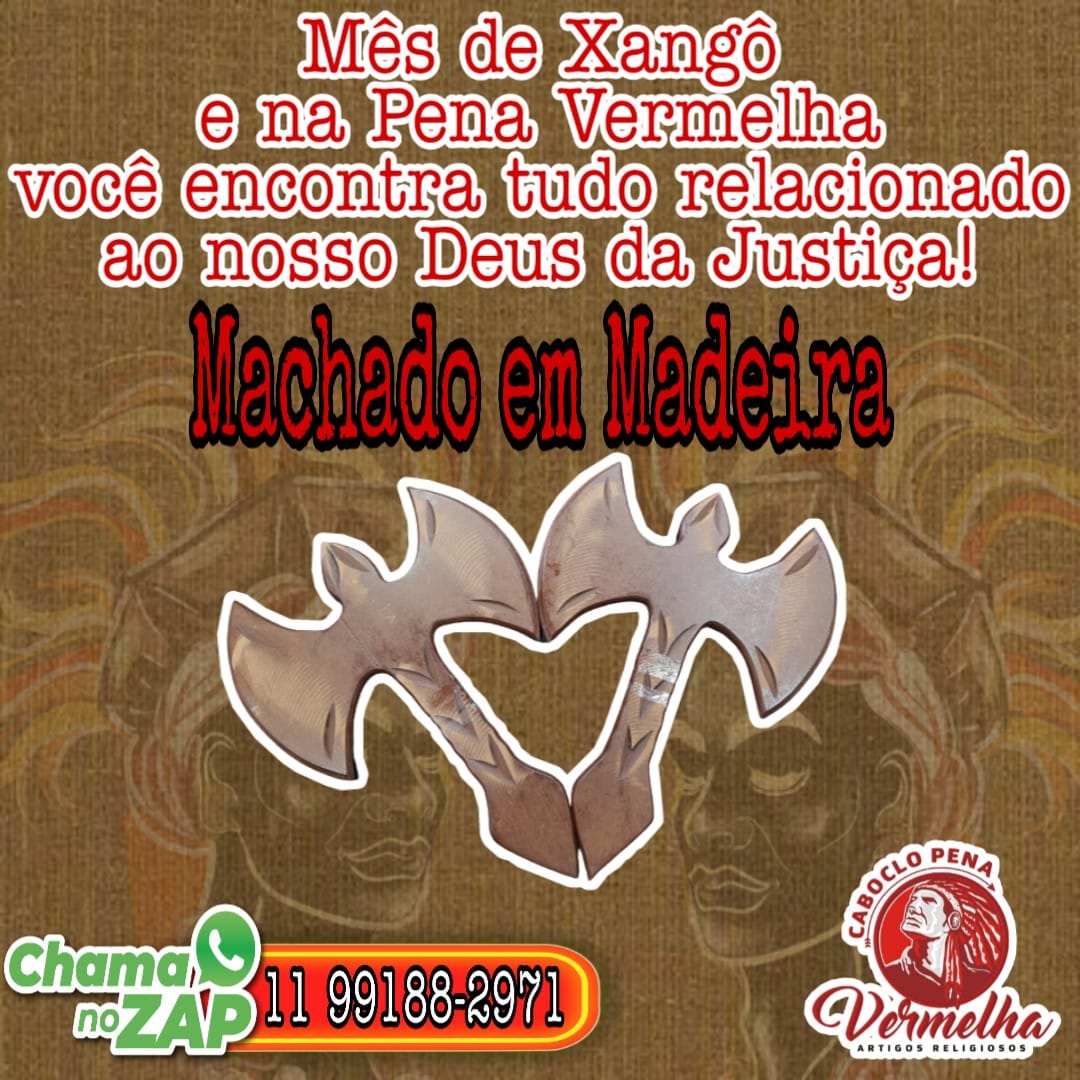 Mês de Xangô
e na Pena Vermelha
você encontra tudo relacionado
ao nosso Deus da Justiça!
Machado em Madeira
CABOCLO PENA
Vermelha
ARTIGOS RELIGIOSOS
Chama
no ZAP
11 99188-2971